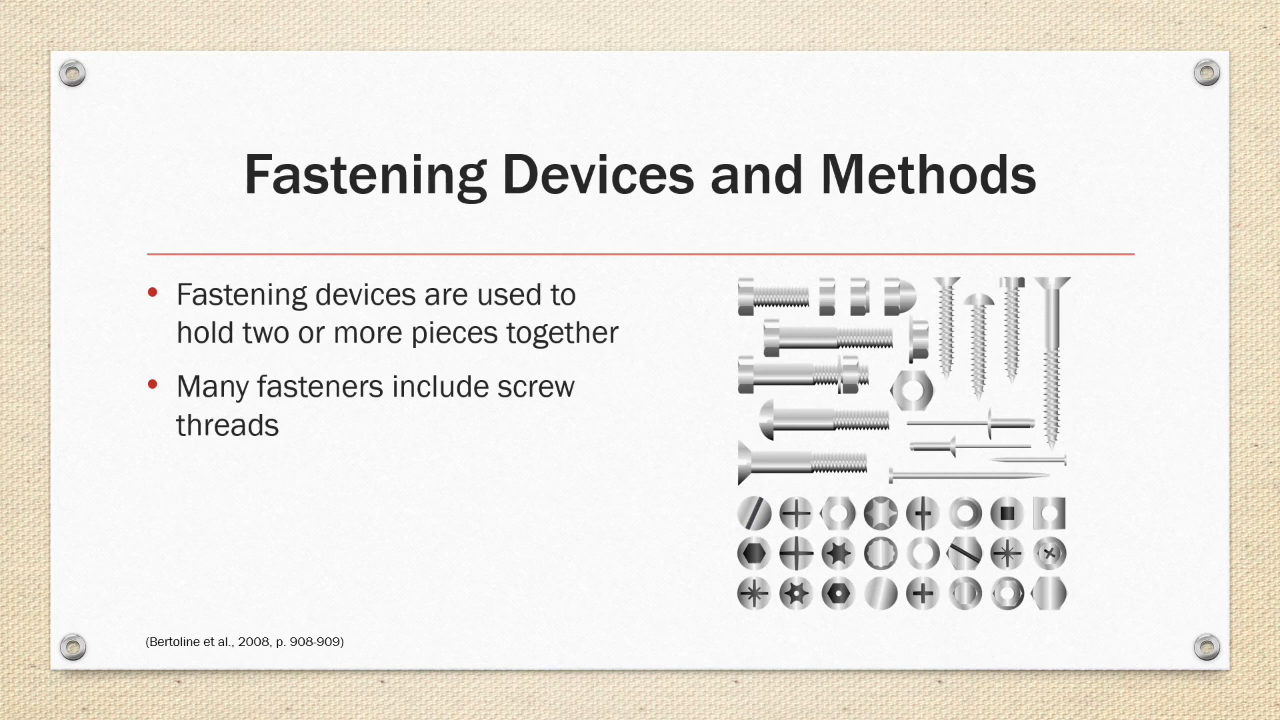 Fastening Devices and Methods
• Fastening devices are used to
hold two or more pieces together
• Many fasteners include screw
threads
(Bertoline et al., 2008, p. 908-909)